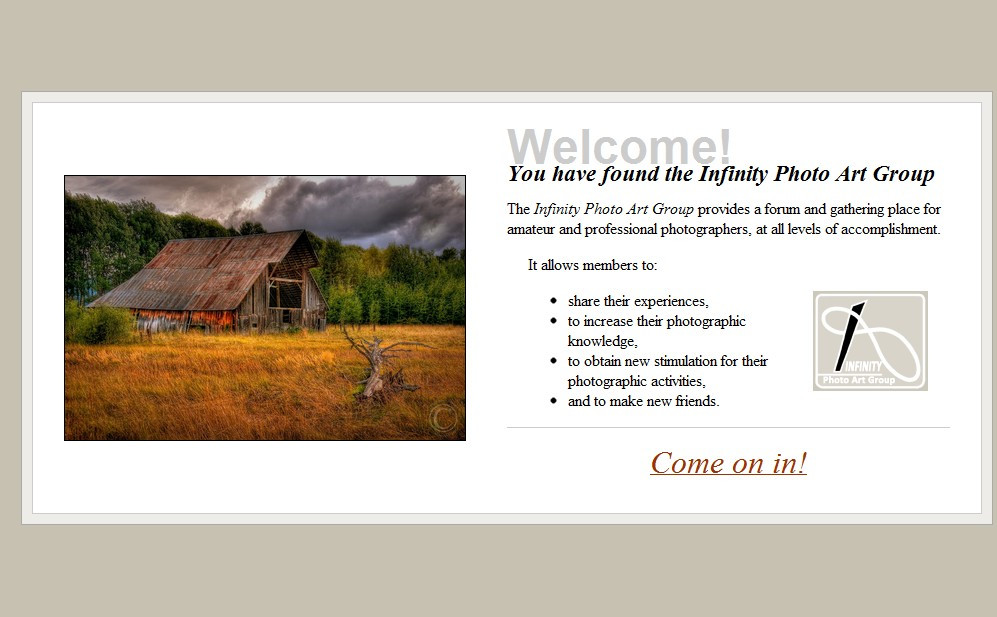 Welcome!
You have found the Infinity Photo Art Group
The Infinity Photo Art Group provides a forum and gathering place for
amateur and professional photographers, at all levels of accomplishment.
It allows members to:
share their experiences,
to increase their photographic
knowledge,
to obtain new stimulation for their
photographic activities,
and to make new friends.
INFINITY
Photo Art Group
©
Come on in!